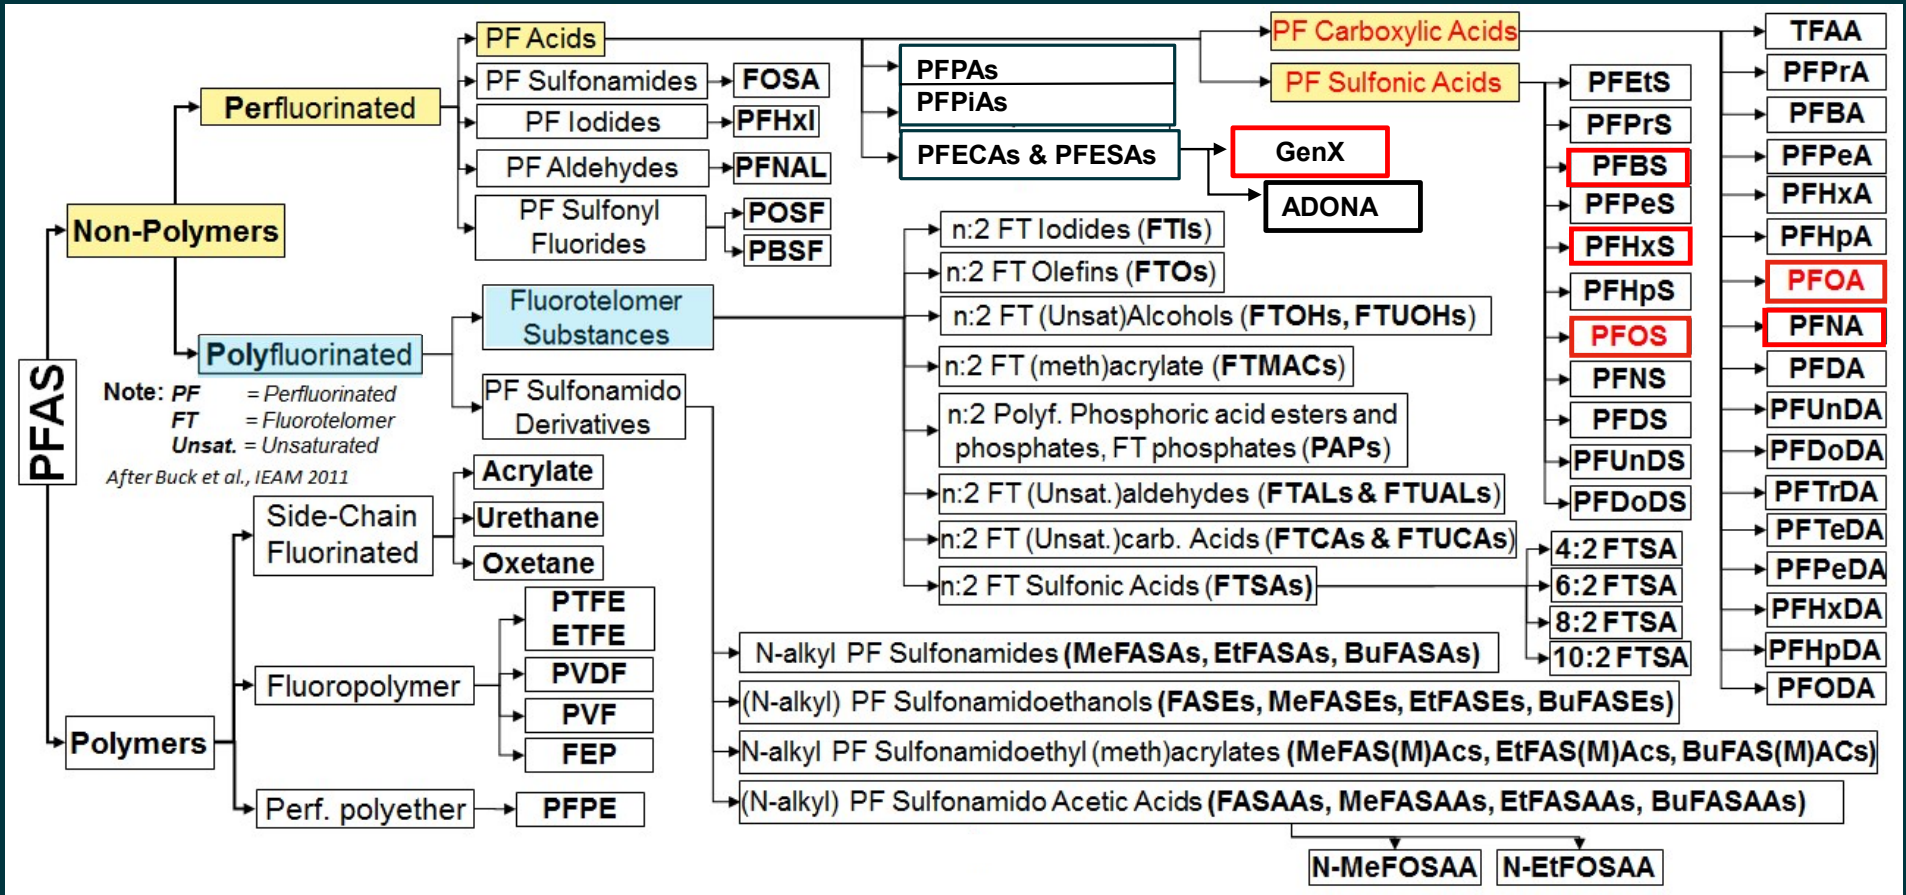 PFAS
Non-Polymers
Perfluorinated
PF Acids
PF Sulfonamides
FOSA
PF Iodides
PFHxI
PF Aldehydes
PFNAL
PF Sulfonyl
Fluorides
POSF
PBSF
PFPAs
PFPiAs
PFECAs & PFESAs
GenX
ADONA
PF Carboxylic Acids
PF Sulfonic Acids
PFEtS
PFPrS
PFBS
PFPeS
PFHxS
PFHpS
PFOS
PFNS
PFDS
PFUnDS
PFDoDS
TFAA
PFPrA
PFBA
PFPeA
PFHxA
PFHpA
PFOA
PFNA
PFDA
PFUnDA
PFDoDA
PFTrDA
PFTeDA
PFPeDA
PFHxDA
PFHpDA
PFODA
Polyfluorinated
Fluorotelomer
Substances
n:2 FT Iodides (FTIs)
n:2 FT Olefins (FTOs)
n:2 FT (Unsat)Alcohols (FTOHs, FTUOHs)
n:2 FT (meth)acrylate (FTMACs)
n:2 Polyf. Phosphoric acid esters and
phosphates, FT phosphates (PAPs)
n:2 FT (Unsat.)aldehydes (FTALs & FTUALs)
n:2 FT (Unsat.)carb. Acids (FTCAs & FTUCAs)
n:2 FT Sulfonic Acids (FTSAs)
4:2 FTSA
6:2 FTSA
8:2 FTSA
10:2 FTSA
PF Sulfonamido
Derivatives
N-alkyl PF Sulfonamides (MeFASAs, EtFASAs, BuFASAs)
(N-alkyl) PF Sulfonamidoethanols (FASEs, MeFASEs, EtFASEs, BuFASEs)
N-alkyl PF Sulfonamidoethyl (meth)acrylates (MeFAS(M)Acs, EtFAS(M)Acs, BuFAS(M)ACs)
(N-alkyl) PF Sulfonamido Acetic Acids (FASAAs, MeFASAAs, EtFASAAs, BuFASAAs)
N-MeFOSAA
N-EtFOSAA
Note: PF = Perfluorinated
FT = Fluorotelomer
Unsat. = Unsaturated
After Buck et al., IEAM 2011
Polymers
Side-Chain
Fluorinated
Acrylate
Urethane
Oxetane
Fluoropolymer
PTFE
ETFE
PVDF
PVF
FEP
Perf. polyether
PFPE